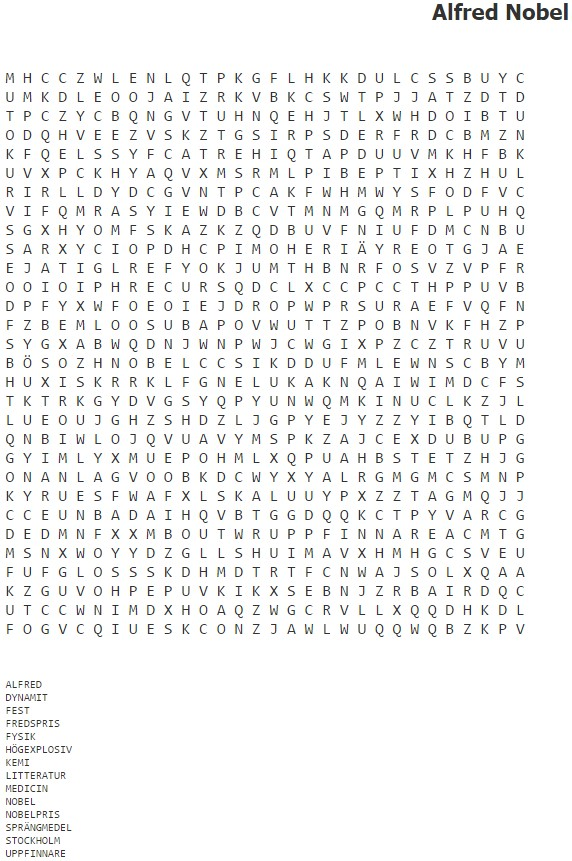 Alfred Nobel
M H C C Z W L E N L Q T P K G F L H K K D U L C S S B U Y C
U M K D L E O O J A I Z R K V B K C S W T P J J A T Z D T D
T P C Z Y C B Q N G V T U H N Q E H J T L X W H D O I B T U
O D Q H V E E Z V S K Z T G S I R P S D E R F R D C B M Z N
K F Q E L S S Y F C A T R E H I Q T A P D U U V M K H F B K
U V X P C K H Y A Q V X M S R M L P I B E P T I X H Z H U L
R I R L L D Y D C G V N T P C A K F W H M W Y S F O D F V C
V I F Q M R A S Y I E W D B C V T M N M G Q M R P L P U H Q
S G X H Y O M F S K A Z K Z Q D B U V F N I U F D M C N B U
S A R X Y C I O P D H C P I M O H E R I Ä Y R E O T G J A E
E J A T I G L R E F Y O K J U M T H B N R F O S V Z V P F R
O O I O I P H R E C U R S Q D C L X C C P C C T H P P U V B
D P F Y X W F O E O I E J D R O P W P R S U R A E F V Q F N
F Z B E M L O O S U B A P O V W U T T Z P O B N V K F H Z P
S Y G X A B W Q D N J W N P W J C W G I X P Z C Z T R U V U
B Ö S O Z H N O B E L C C S I K D D U F M L E W N S C B Y M
H U X I S K R R K L F G N E L U K A K N Q A I W I M D C F S
T K T R K G Y D V G S Y Q P Y U N W Q M K I N U C L K Z J L
L U E O U J G H Z S H D Z L J G P Y E J Y Z Z Y I B Q T L D
Q N B I W L O J Q V U A V Y M S P K Z A J C E X D U B U P G
G Y I M L Y X M U E P O H M L X Q P U A H B S T E T Z H J G
O N A N L A G V O O B K D C W Y X Y A L R G M G M C S M N P
K Y R U E S F W A F X L S K A L U U Y P X Z Z T A G M Q J J
C C E U N B A D A I H Q V B T G G D Q Q K C T P Y V A R C G
D E D M N F X X M B O U T W R U P P F I N N A R E A C M T G
M S N X W O Y Y D Z G L L S H U I M A V X H M H G C S V E U
F U F G L O S S S K D H M D T R T F C N W A J S O L X Q A A
K Z G U V O H P E P U V K I K X S E B N J Z R B A I R D Q C
U T C C W N I M D X H O A Q Z W G C R V L L X Q Q D H K D L
F O G V C Q I U E S K C O N Z J A W L W U Q Q W Q B Z K P V
ALFRED
DYNAMIT
FEST
FREDSPRIS
FYSIK
HÖGEXPLOSIV
KEMI
LITTERATUR
MEDICIN
NOBEL
NOBELPRIS
SPRÄNGMEDEL
STOCKHOLM
UPPFINNARE